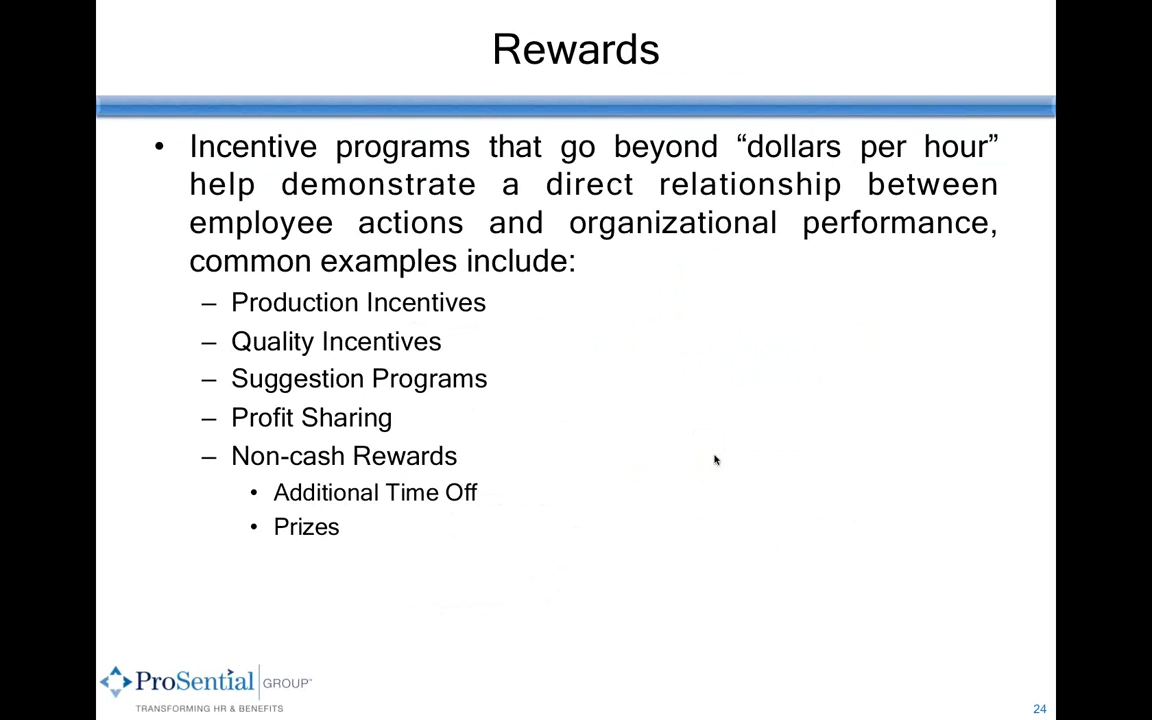 Rewards
• Incentive programs that go beyond “dollars per hour”
help demonstrate a direct relationship between
employee actions and organizational performance,
common examples include:
– Production Incentives
– Quality Incentives
– Suggestion Programs
– Profit Sharing
– Non-cash Rewards
• Additional Time Off
• Prizes
ProSential GROUP™
TRANSFORMING HR & BENEFITS
24